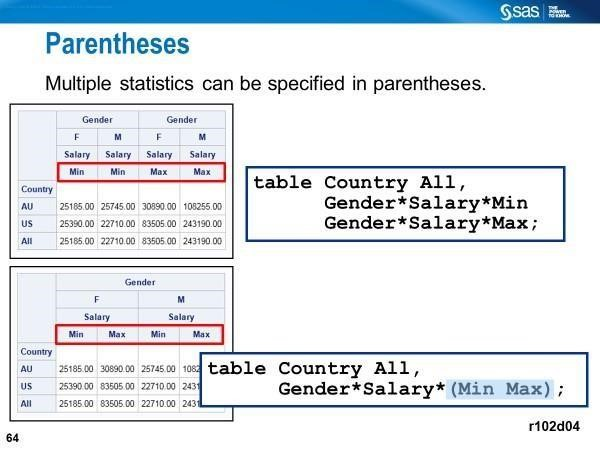 sas THE POWER TO KNOW.
Parentheses
Multiple statistics can be specified in parentheses.
Gender Gender
F M F M
Salary Salary Salary Salary
Min Min Max Max
Country
AU 25185.00 25745.00 30890.00 108255.00
US 25390.00 22710.00 83505.00 243190.00
All 25185.00 22710.00 83505.00 243190.00
table Country All,
Gender*Salary*Min
Gender*Salary*Max;
Gender
F M
Salary Salary
Min Max Min Max
Country
AU 25185.00 30890.00 25745.00
US 25390.00 83505.00 22710.00
All 25185.00 83505.00 22710.00
table Country All,
Gender*Salary*(Min Max);
r102d04
64